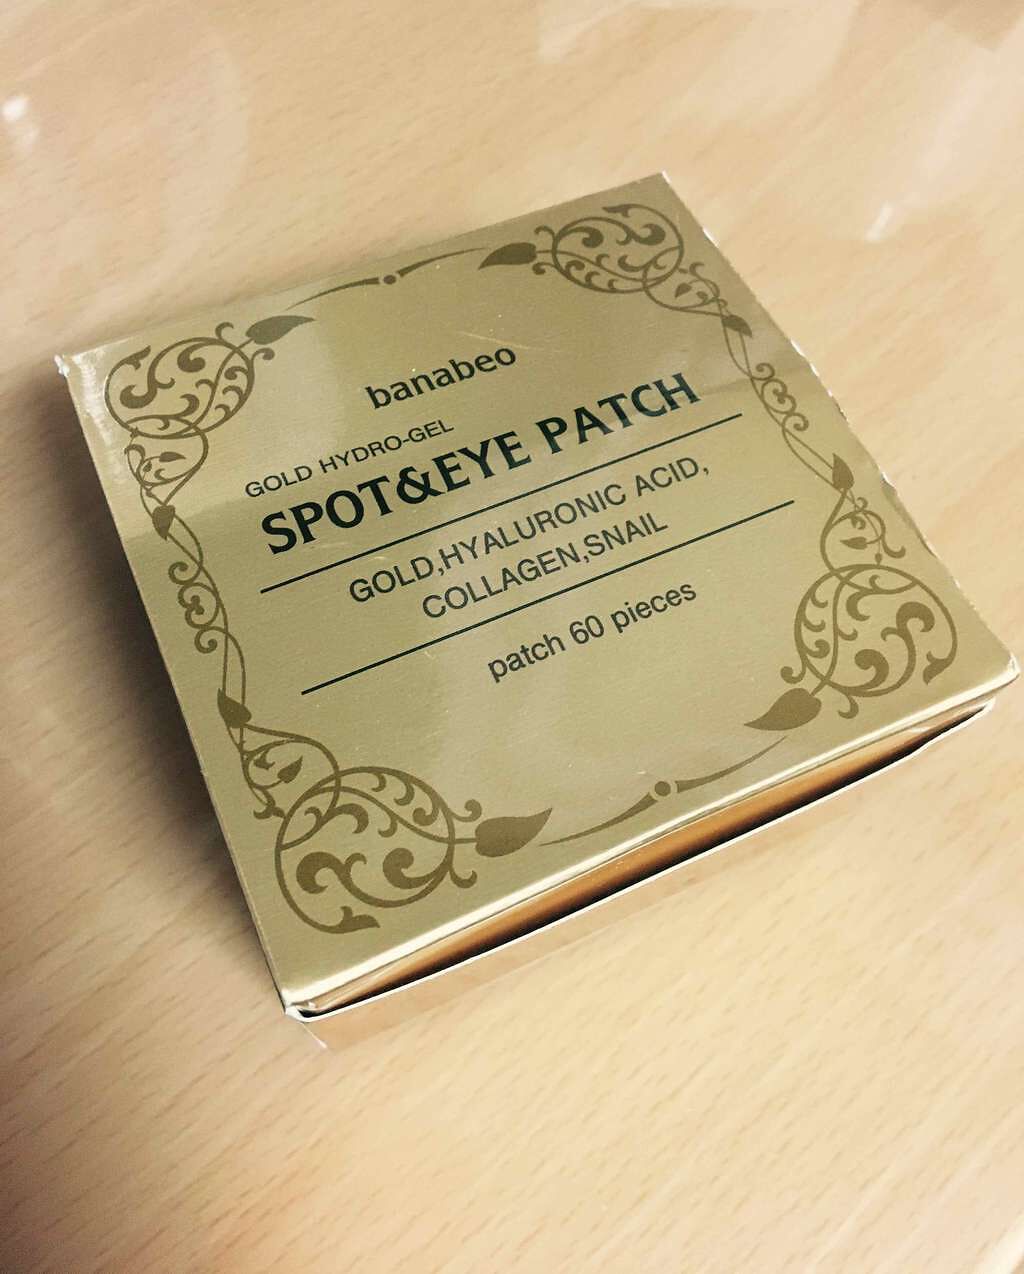 banabeo
GOLD HYDRO-GEL
SPOT&EYE PATCH
GOLD,HYALURONIC ACID,
COLLAGEN,SNAIL
patch 60 pieces